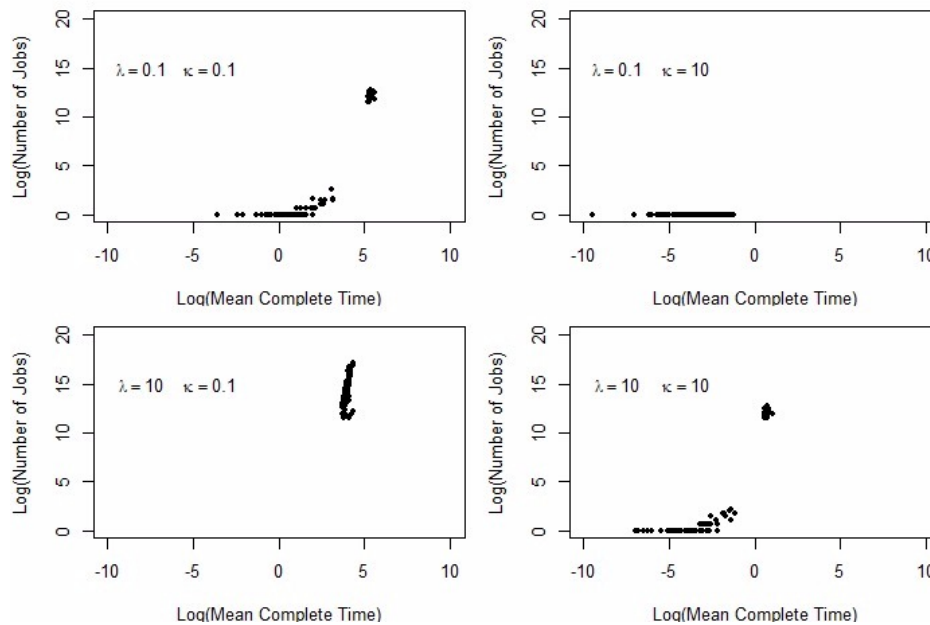 Log(Number of Jobs)
20
15
10
5
0
λ = 0.1 κ = 0.1
-10 -5 0 5 10
Log(Mean Complete Time)
Log(Number of Jobs)
20
15
10
5
0
λ = 0.1 κ = 10
-10 -5 0 5 10
Log(Mean Complete Time)
Log(Number of Jobs)
20
15
10
5
0
λ = 10 κ = 0.1
-10 -5 0 5 10
Log(Mean Complete Time)
Log(Number of Jobs)
20
15
10
5
0
λ = 10 κ = 10
-10 -5 0 5 10
Log(Mean Complete Time)